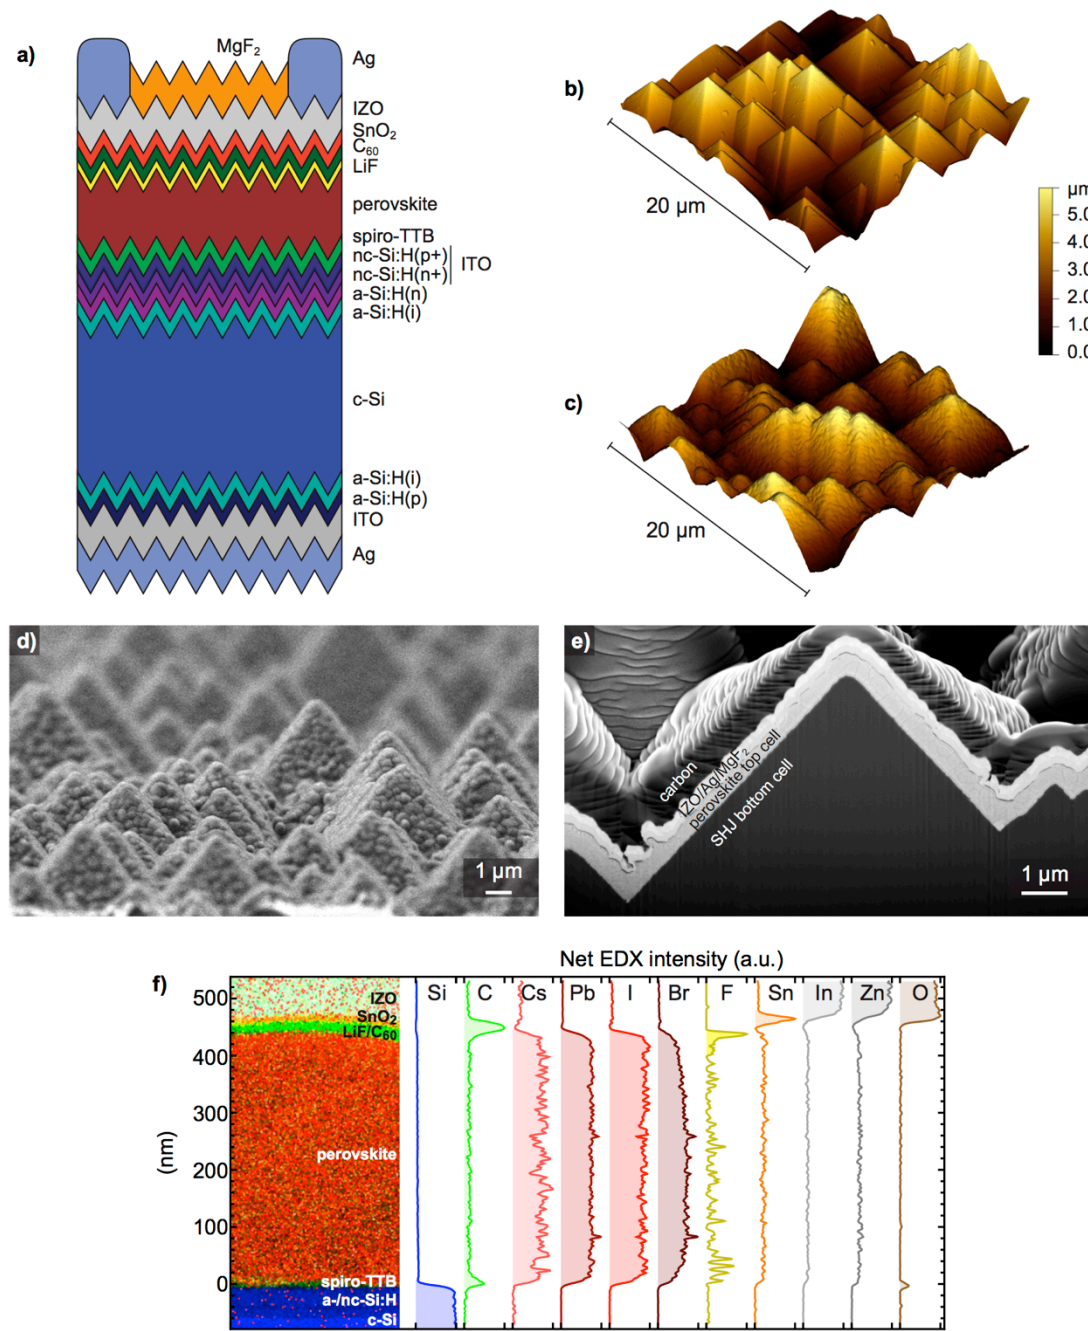 a)
MgF₂
Ag
IZO
SnO₂
C₆₀
LiF
perovskite
spiro-TTB
nc-Si:H(p+)
nc-Si:H(n+)
ITO
a-Si:H(n)
a-Si:H(i)
c-Si
a-Si:H(i)
a-Si:H(p)
ITO
Ag
b)
20 µm
µm
5.0
4.0
3.0
2.0
1.0
0.0
c)
20 µm
d)
1 µm
e)
carbon
IZO/Ag/MgF₂
perovskite top cell
SHJ bottom cell
1 µm
f)
Net EDX intensity (a.u.)
Si C Cs Pb I Br F Sn In Zn O
500
400
300
200
100
0
(nm)
IZO
SnO₂
LiF/C₆₀
perovskite
spiro-TTB
a-/nc-Si:H
c-Si